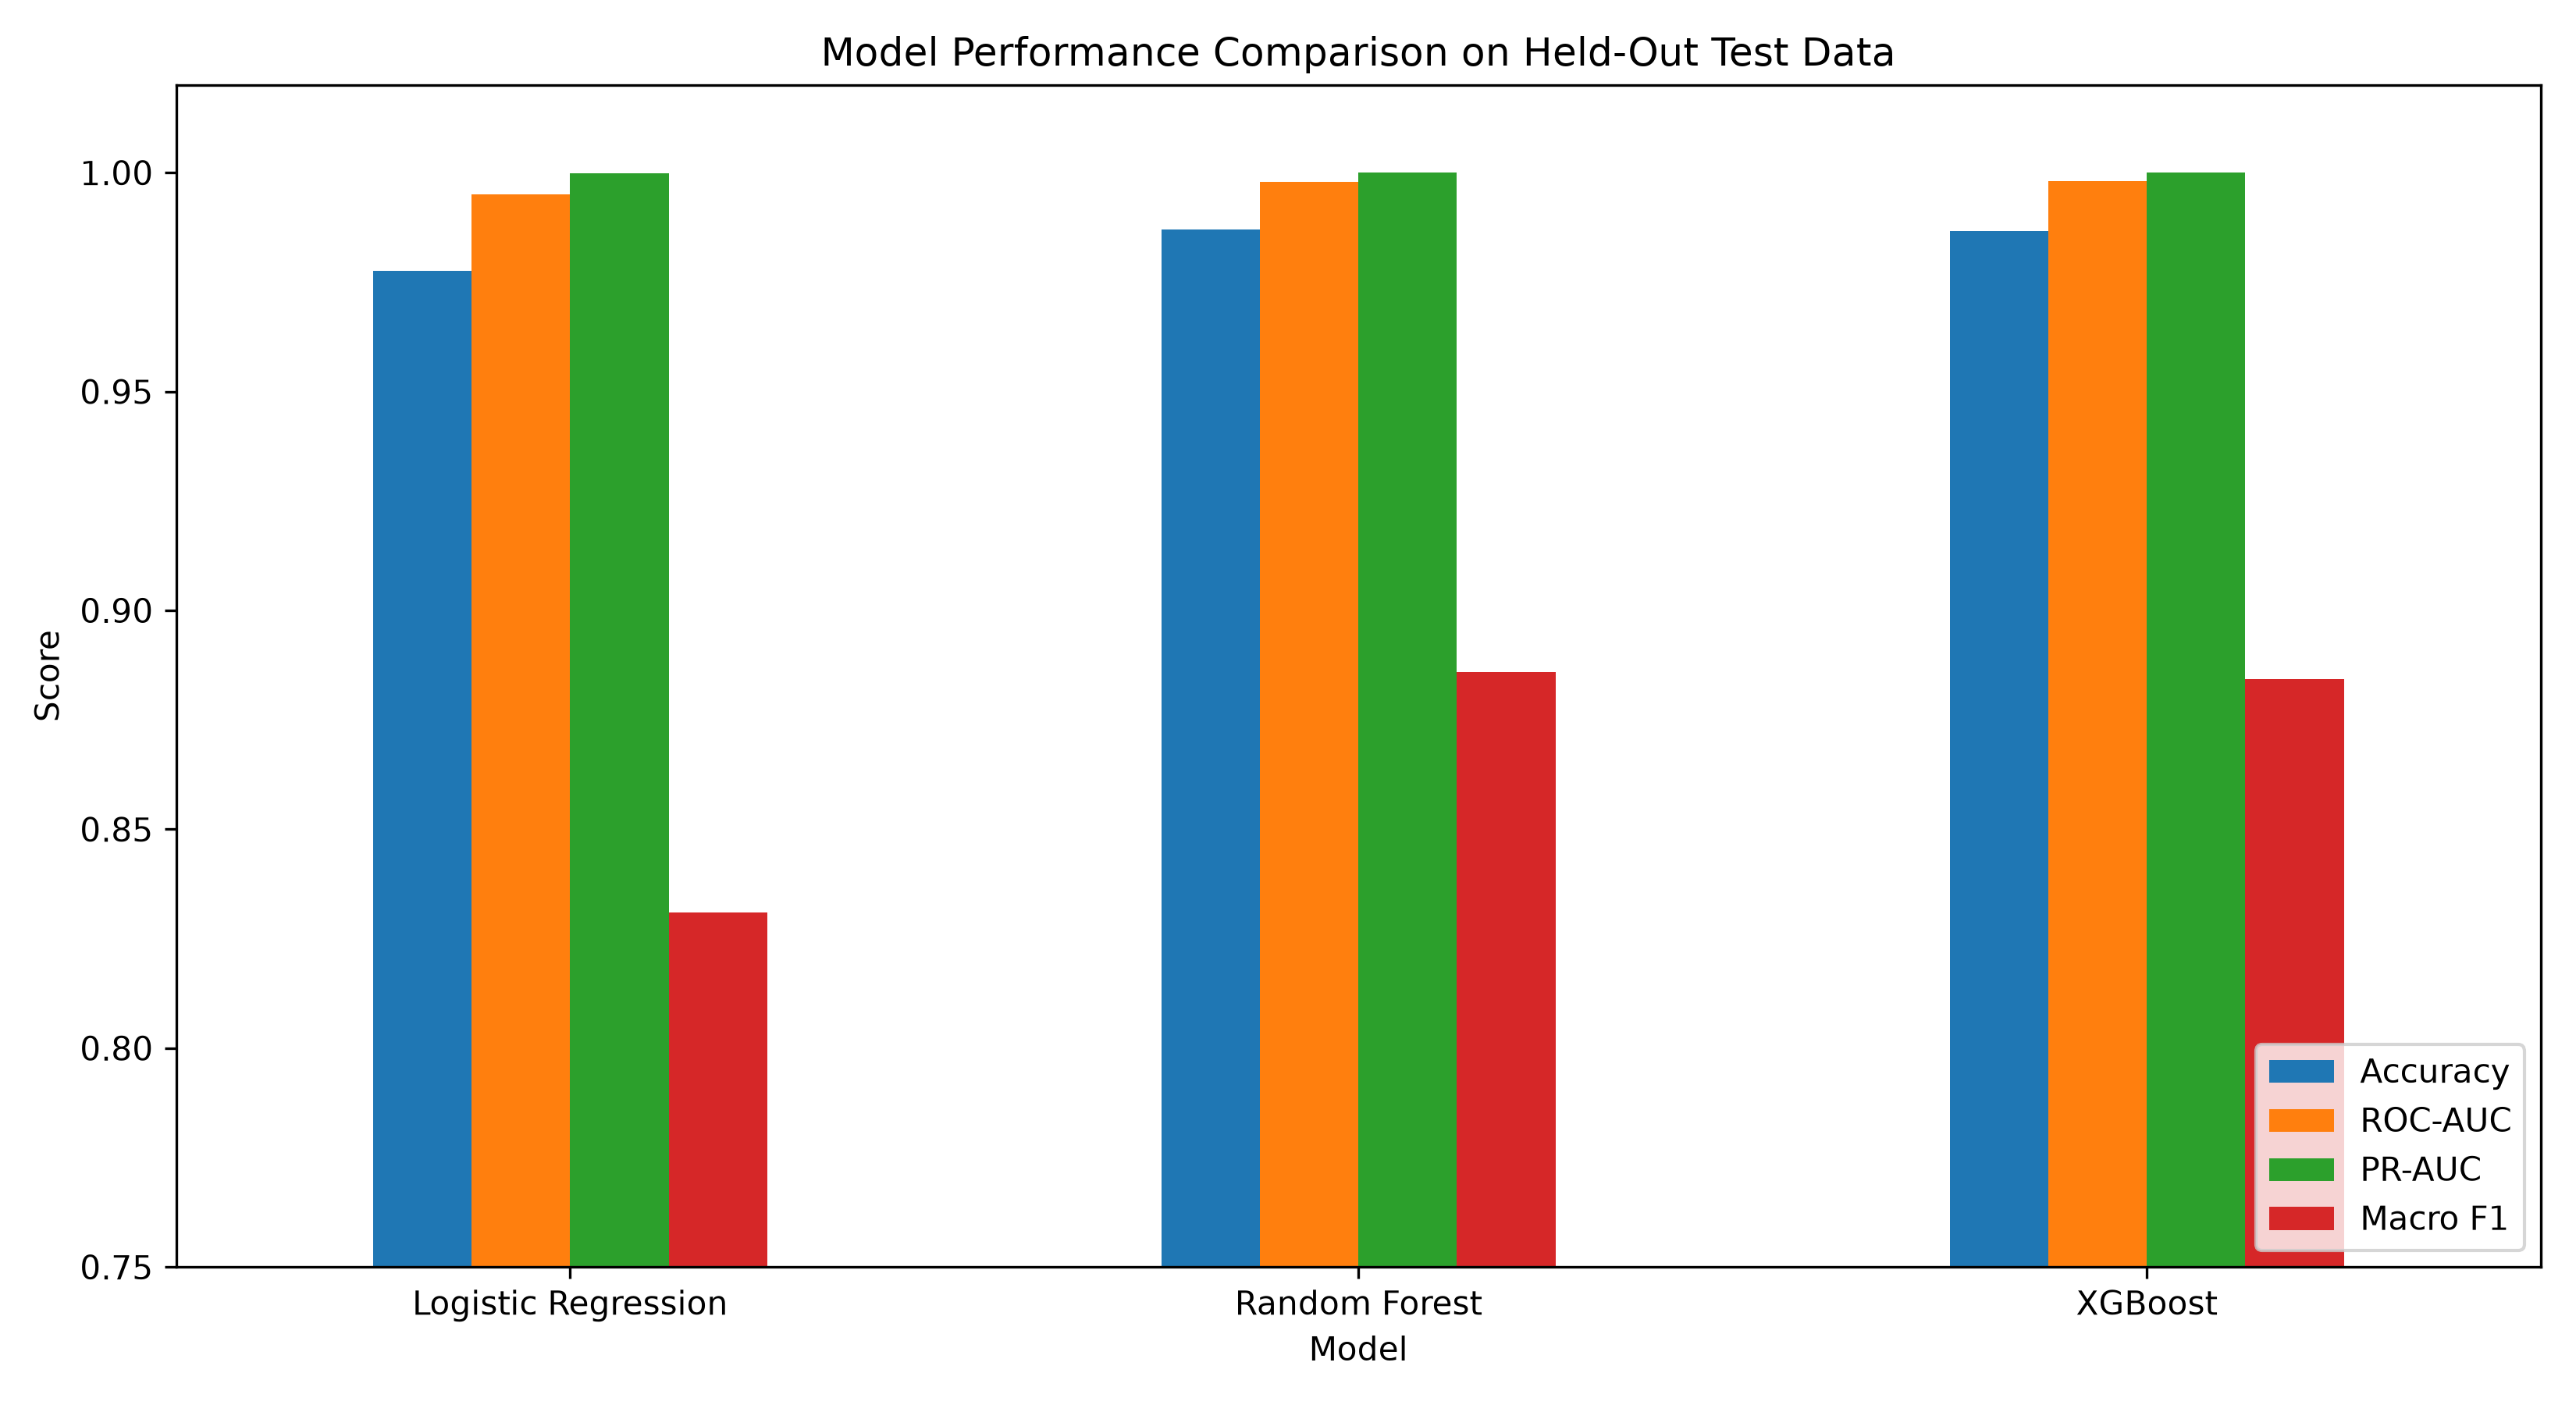 Model Performance Comparison on Held-Out Test Data
1.00
0.95
0.90
0.85
0.80
0.75
Score
Logistic Regression
Random Forest
XGBoost
Model
Accuracy
ROC-AUC
PR-AUC
Macro F1